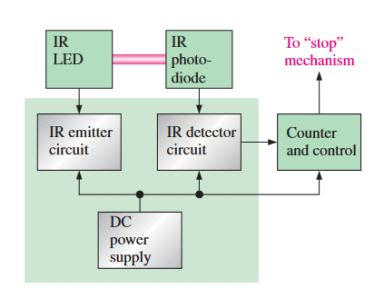 IR
LED
IR
photo-
diode
To “stop”
mechanism
IR emitter
circuit
IR detector
circuit
Counter
and control
DC
power
supply